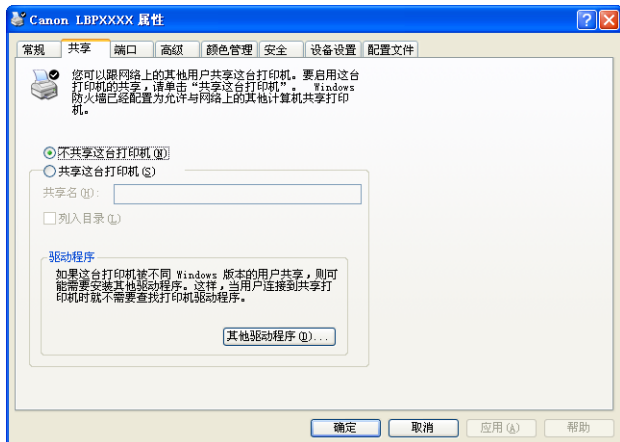 Canon LBPXXXX 属性
常规 共享 端口 高级 颜色管理 安全 设备设置 配置文件
您可以跟网络上的其他用户共享这台打印机。要启用这台
打印机的共享，请单击“共享这台打印机”。 Windows
防火墙已经配置为允许与网络上的其他计算机共享打印
机。
不共享这台打印机(N)
共享这台打印机(S)
共享名(H):
列入目录(L)
驱动程序
如果这台打印机被不同 Windows 版本的用户共享，则可
能需要安装其他驱动程序。这样，当用户连接到共享打
印机时就不需要查找打印机驱动程序。
其他驱动程序(D)...
确定 取消 应用(A) 帮助